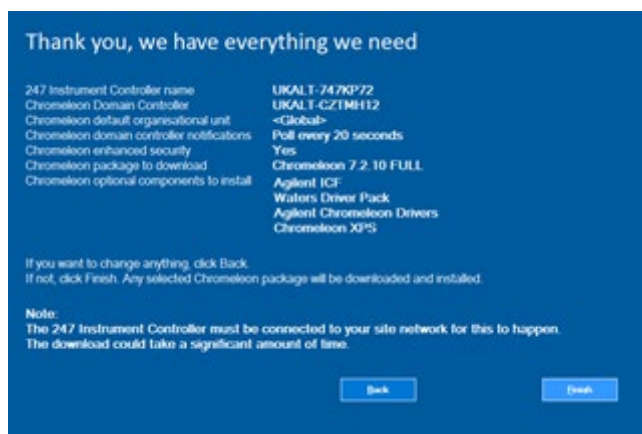 Thank you, we have everything we need
247 Instrument Controller name UKALT-747KP72
Chromeleon Domain Controller UKALT-CZTMH12
Chromeleon default organisational unit <Global>
Chromeleon domain controller notifications Poll every 20 seconds
Chromeleon enhanced security Yes
Chromeleon package to download Chromeleon 7.2.10 FULL
Chromeleon optional components to install Agilent ICF
Waters Driver Pack
Agilent Chromeleon Drivers
Chromeleon XPS
If you want to change anything, click Back.
If not, click Finish. Any selected Chromeleon package will be downloaded and installed.
Note:
The 247 Instrument Controller must be connected to your site network for this to happen.
The download could take a significant amount of time.
Back Finish